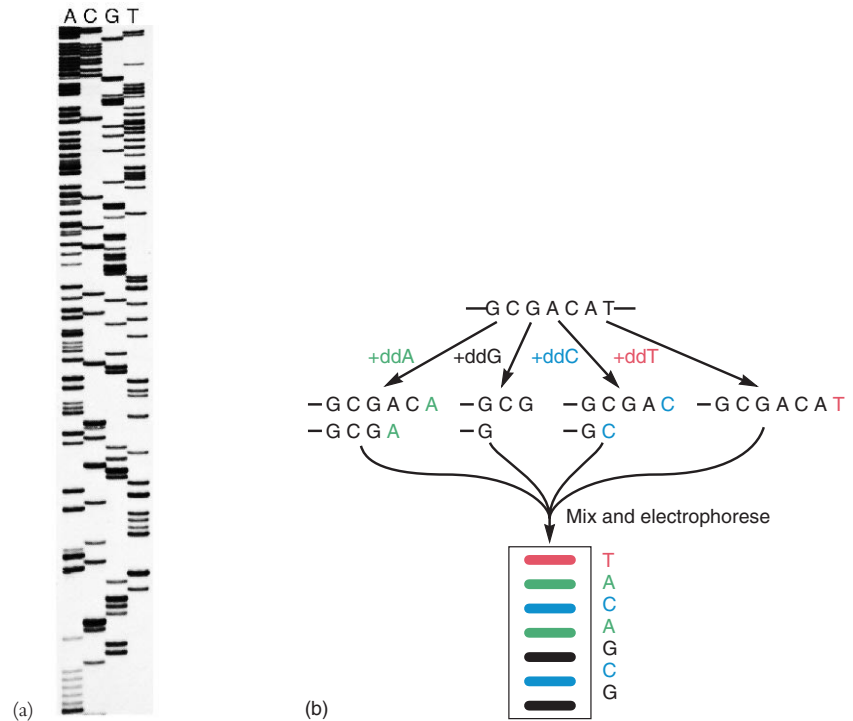 A C G T
(a)
—G C G A C A T—
+ddA +ddG +ddC +ddT
–G C G A C A –G C G –G C G A C –G C G A C A T
–G C G A –G –G C
Mix and electrophorese
T
A
C
A
G
C
G
(b)